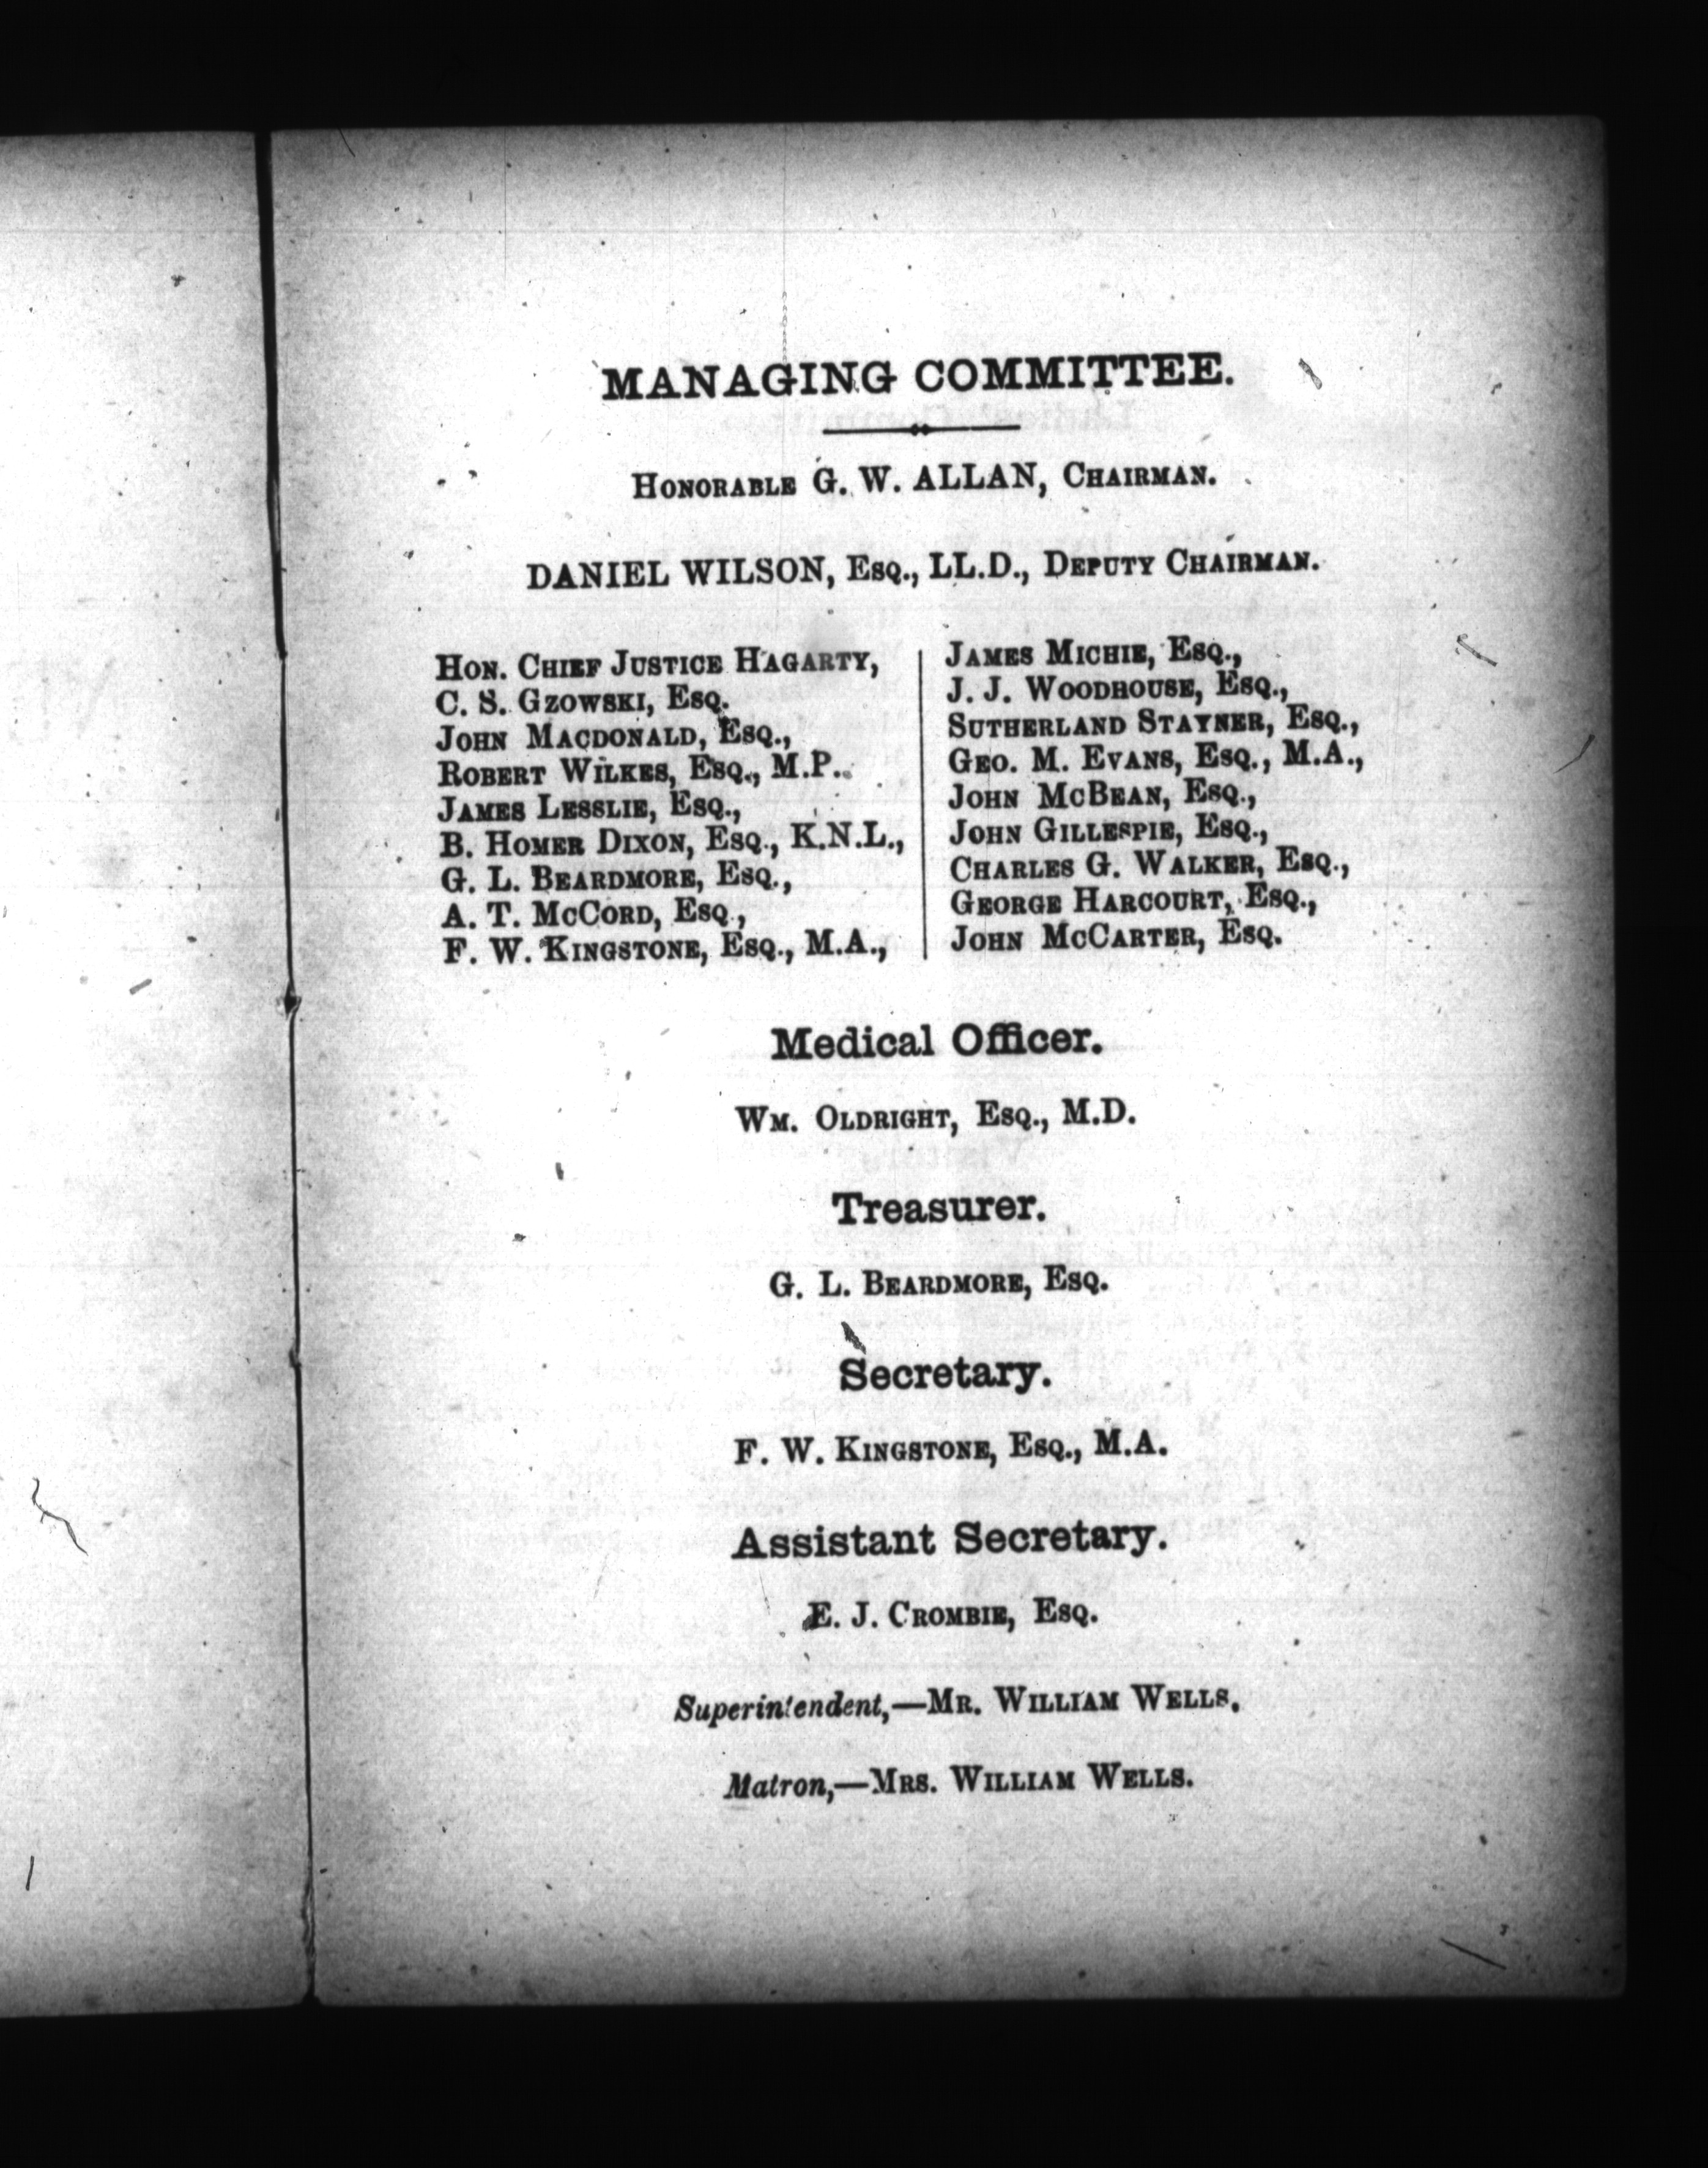 MANAGING COMMITTEE.
HONORABLE G. W. ALLAN, CHAIRMAN.
DANIEL WILSON, ESQ., LL.D., DEPUTY CHAIRMAN.
HON. CHIEF JUSTICE HAGARTY,
C. S. GZOWSKI, ESQ.
JOHN MACDONALD, ESQ.,
ROBERT WILKES, ESQ., M.P.
JAMES LESSLIE, ESQ.,
B. HOMER DIXON, ESQ., K.N.L.,
G. L. BEARDMORE, ESQ.,
A. T. MCCORD, ESQ.,
F. W. KINGSTONE, ESQ., M.A.,
JAMES MICHIE, ESQ.,
J. J. WOODHOUSE, ESQ.,
SUTHERLAND STAYNER, ESQ.,
GEO. M. EVANS, ESQ., M.A.,
JOHN MCBEAN, ESQ.,
JOHN GILLESPIE, ESQ.,
CHARLES G. WALKER, ESQ.,
GEORGE HARCOURT, ESQ.,
JOHN MCCARTER, ESQ.
Medical Officer.
WM. OLDRIGHT, ESQ., M.D.
Treasurer.
G. L. BEARDMORE, ESQ.
Secretary.
F. W. KINGSTONE, ESQ., M.A.
Assistant Secretary.
E. J. CROMBIE, ESQ.
Superintendent,—MR. WILLIAM WELLS.
Matron,—MRS. WILLIAM WELLS.